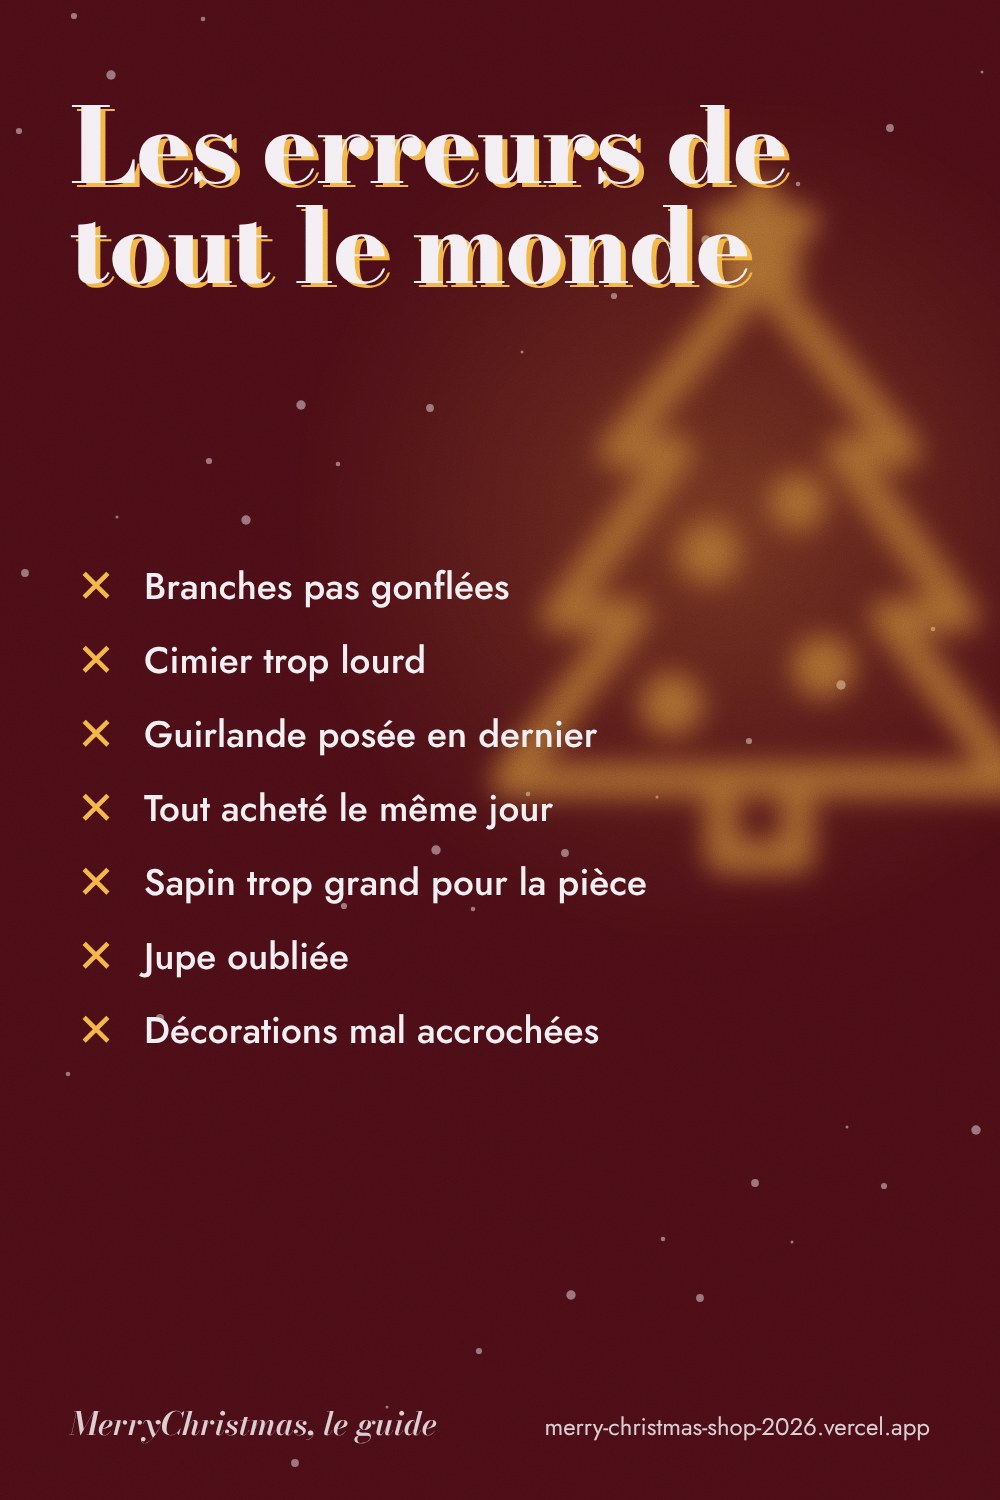 Les erreurs de
tout le monde
✕ Branches pas gonflées
✕ Cimier trop lourd
✕ Guirlande posée en dernier
✕ Tout acheté le même jour
✕ Sapin trop grand pour la pièce
✕ Jupe oubliée
✕ Décorations mal accrochées
MerryChristmas, le guide
merry-christmas-shop-2026.vercel.app